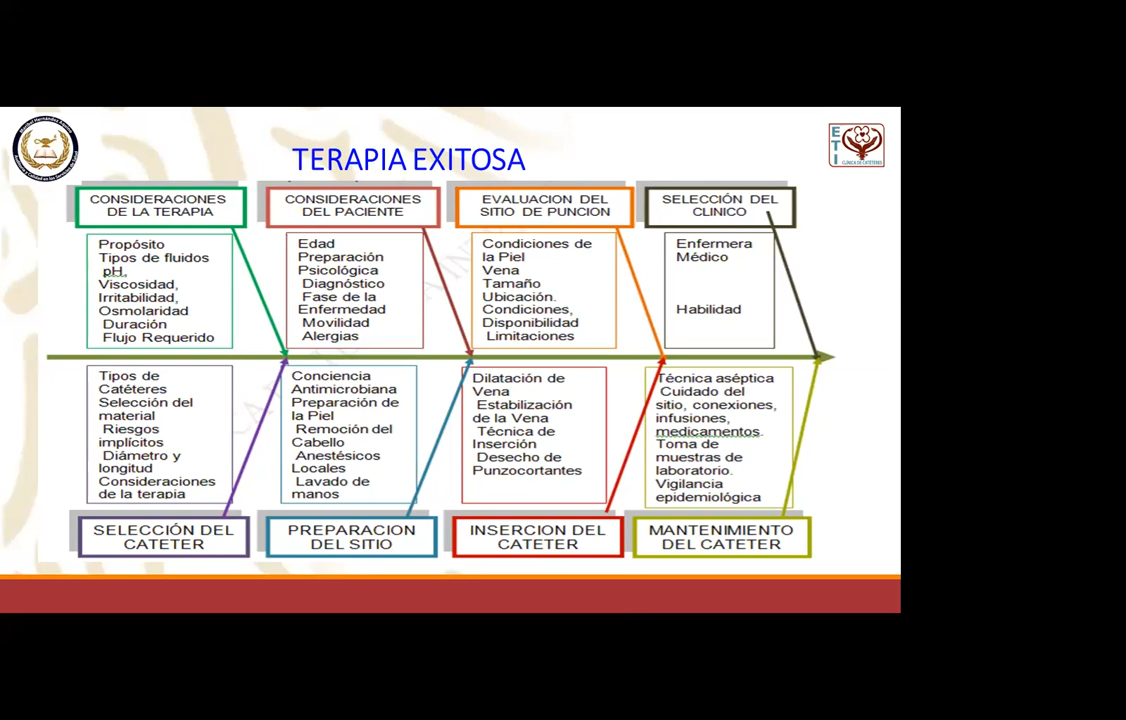 TERAPIA EXITOSA
ETI
CLÍNICA DE CATÉTERES
CONSIDERACIONES
DE LA TERAPIA
CONSIDERACIONES
DEL PACIENTE
EVALUACION DEL
SITIO DE PUNCION
SELECCIÓN DEL
CLINICO
Propósito
Tipos de fluidos
pH,
Viscosidad,
Irritabilidad,
Osmolaridad
Duración
Flujo Requerido
Edad
Preparación
Psicológica
Diagnóstico
Fase de la
Enfermedad
Movilidad
Alergias
Condiciones de
la Piel
Vena
Tamaño
Ubicación.
Condiciones,
Disponibilidad
Limitaciones
Enfermera
Médico
Habilidad
Tipos de
Catéteres
Selección del
material
Riesgos
implícitos
Diámetro y
longitud
Consideraciones
de la terapia
Conciencia
Antimicrobiana
Preparación de
la Piel
Remoción del
Cabello
Anestésicos
Locales
Lavado de
manos
Dilatación de
Vena
Estabilización
de la Vena
Técnica de
Inserción
Desecho de
Punzocortantes
Técnica aséptica
Cuidado del
sitio, conexiones,
infusiones,
medicamentos.
Toma de
muestras de
laboratorio.
Vigilancia
epidemiológica
SELECCIÓN DEL
CATETER
PREPARACION
DEL SITIO
INSERCION DEL
CATETER
MANTENIMIENTO
DEL CATETER